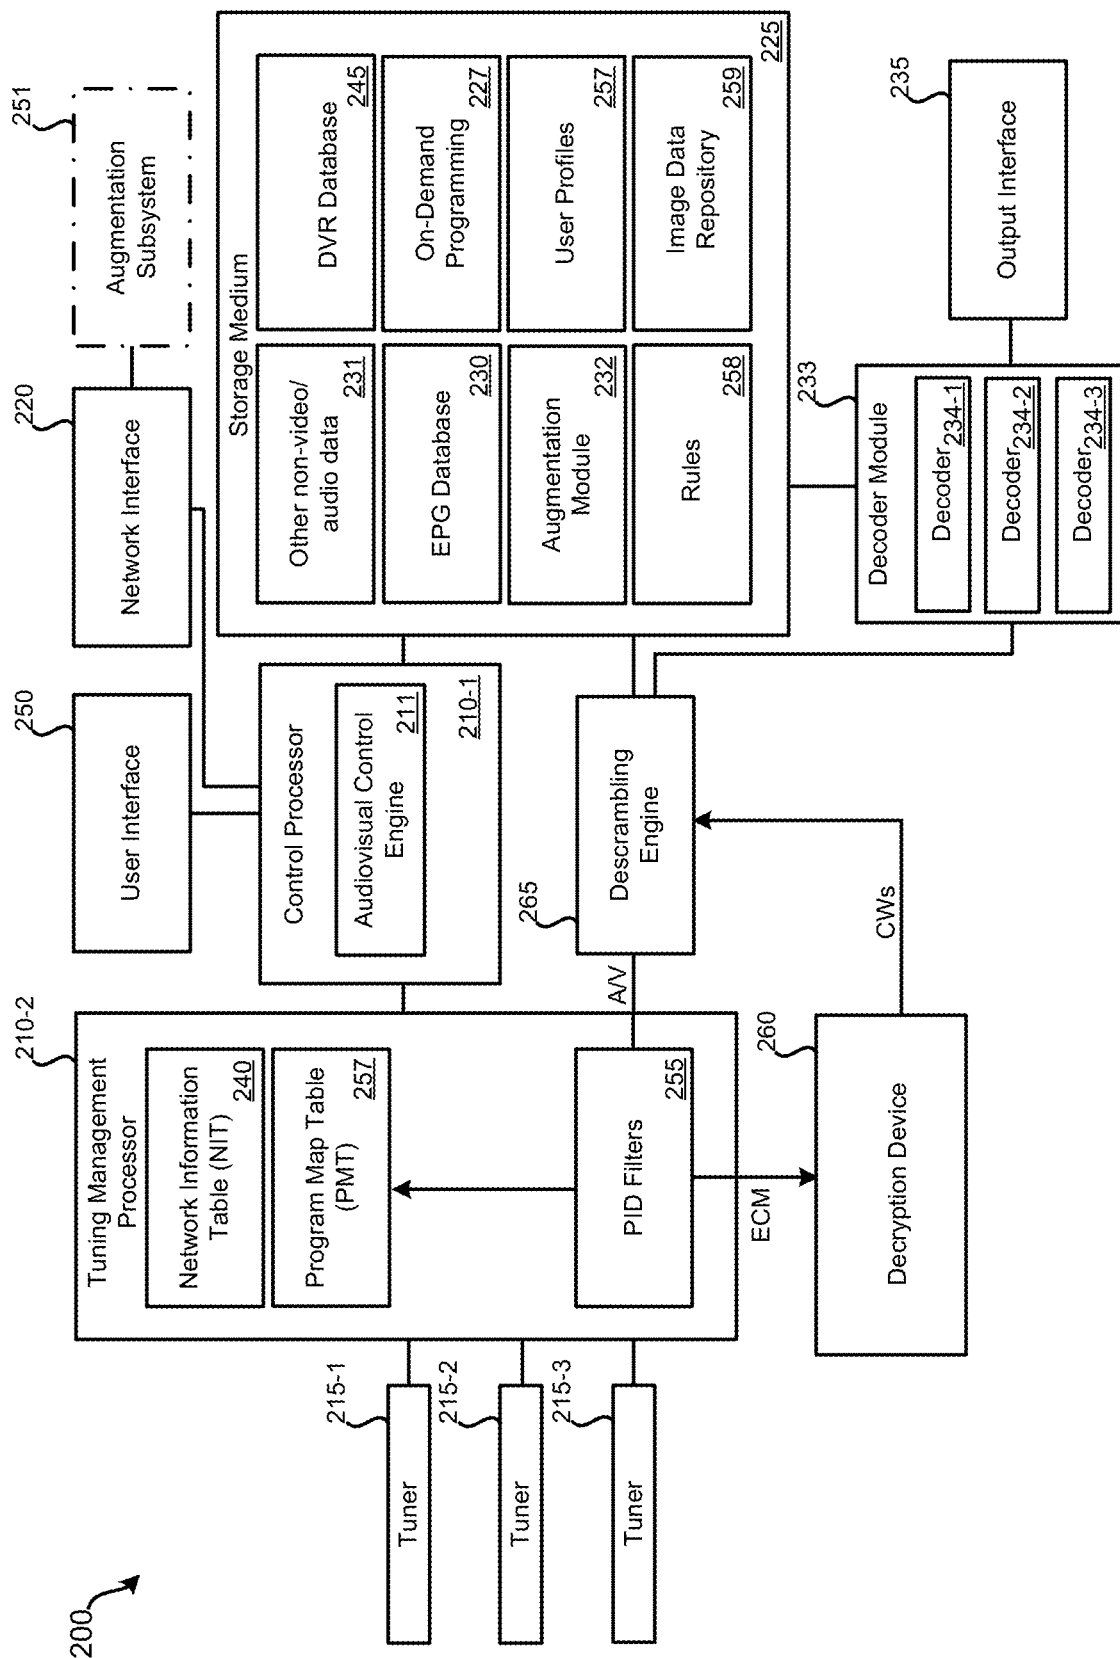 200
Tuner
215-1
Tuner
215-2
Tuner
215-3
210-2
Tuning Management
Processor
Network Information
Table (NIT)
240
Program Map Table
(PMT)
257
PID Filters
255
ECM
A/V
260
Decryption Device
CWs
265
Descrambling
Engine
250
User Interface
220
Network Interface
251
Augmentation
Subsystem
Control Processor
Audiovisual Control
Engine
211
210-1
Storage Medium
Other non-video/
audio data
231
DVR Database
245
EPG Database
230
On-Demand
Programming
227
Augmentation
Module
232
User Profiles
257
Rules
258
Image Data
Repository
259
225
233
Decoder Module
Decoder
234-1
Decoder
234-2
Decoder
234-3
235
Output Interface